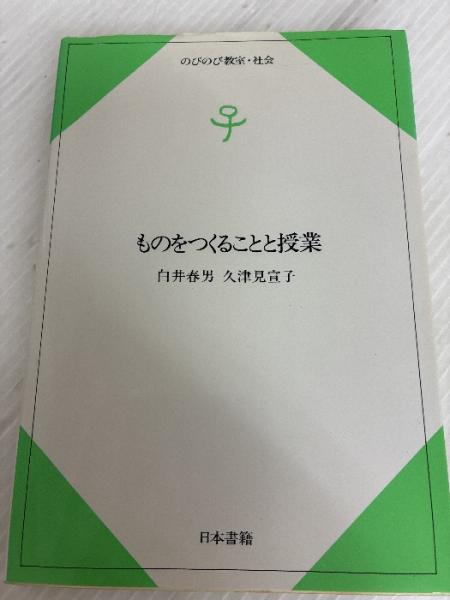 のびのび教室・社会
ものをつくることと授業
白井春男 久津見宣子
日本書籍